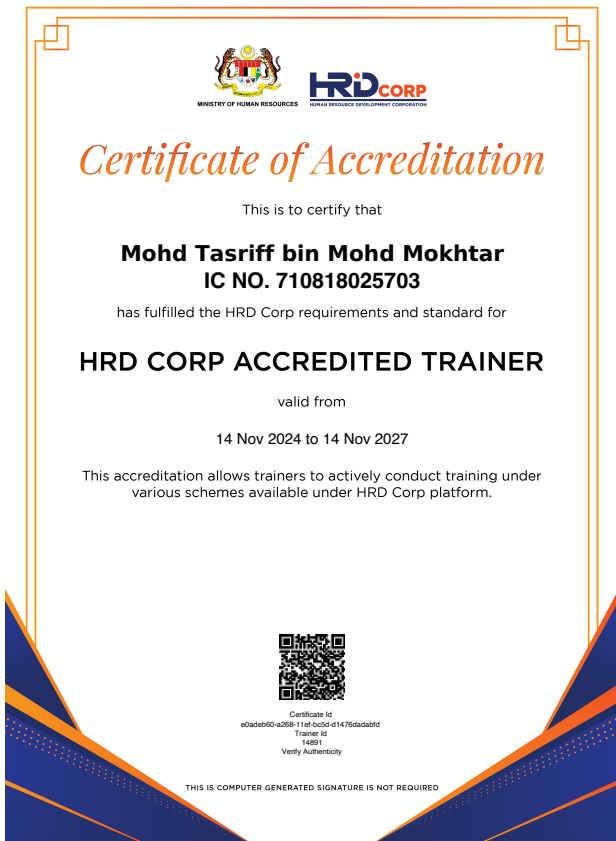 MINISTRY OF HUMAN RESOURCES
HRD CORP
HUMAN RESOURCE DEVELOPMENT CORPORATION
Certificate of Accreditation
This is to certify that
Mohd Tasriff bin Mohd Mokhtar
IC NO. 710818025703
has fulfilled the HRD Corp requirements and standard for
HRD CORP ACCREDITED TRAINER
valid from
14 Nov 2024 to 14 Nov 2027
This accreditation allows trainers to actively conduct training under
various schemes available under HRD Corp platform.
Certificate Id
e0adeb60-a268-11ef-bc5d-d1476dadabfd
Trainer Id
14891
Verify Authenticity
THIS IS COMPUTER GENERATED SIGNATURE IS NOT REQUIRED